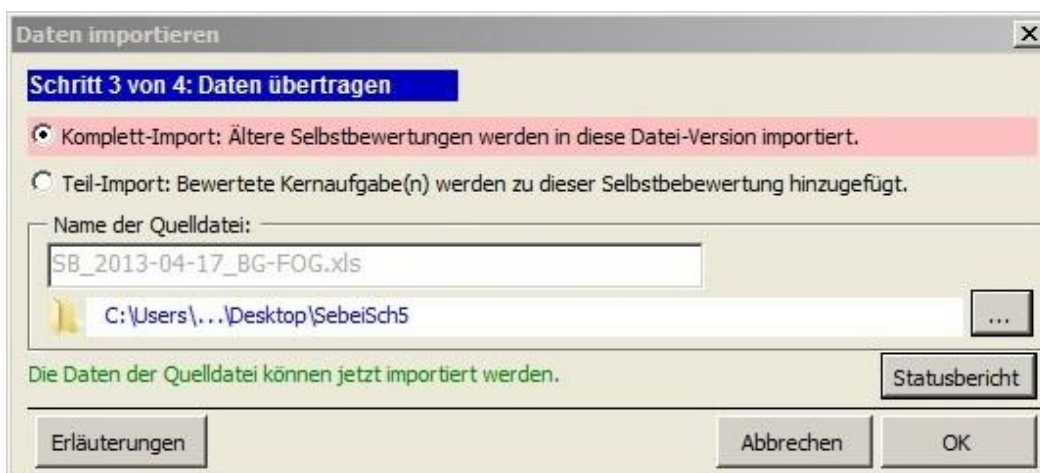 Daten importieren
Schritt 3 von 4: Daten übertragen
Komplett-Import: Ältere Selbstbewertungen werden in diese Datei-Version importiert.
Teil-Import: Bewertete Kernaufgabe(n) werden zu dieser Selbstbebewertung hinzugefügt.
Name der Quelldatei:
SB_2013-04-17_BG-FOG.xls
C:\Users\...\Desktop\SebeiSch5
...
Die Daten der Quelldatei können jetzt importiert werden.
Statusbericht
Erläuterungen
Abbrechen
OK